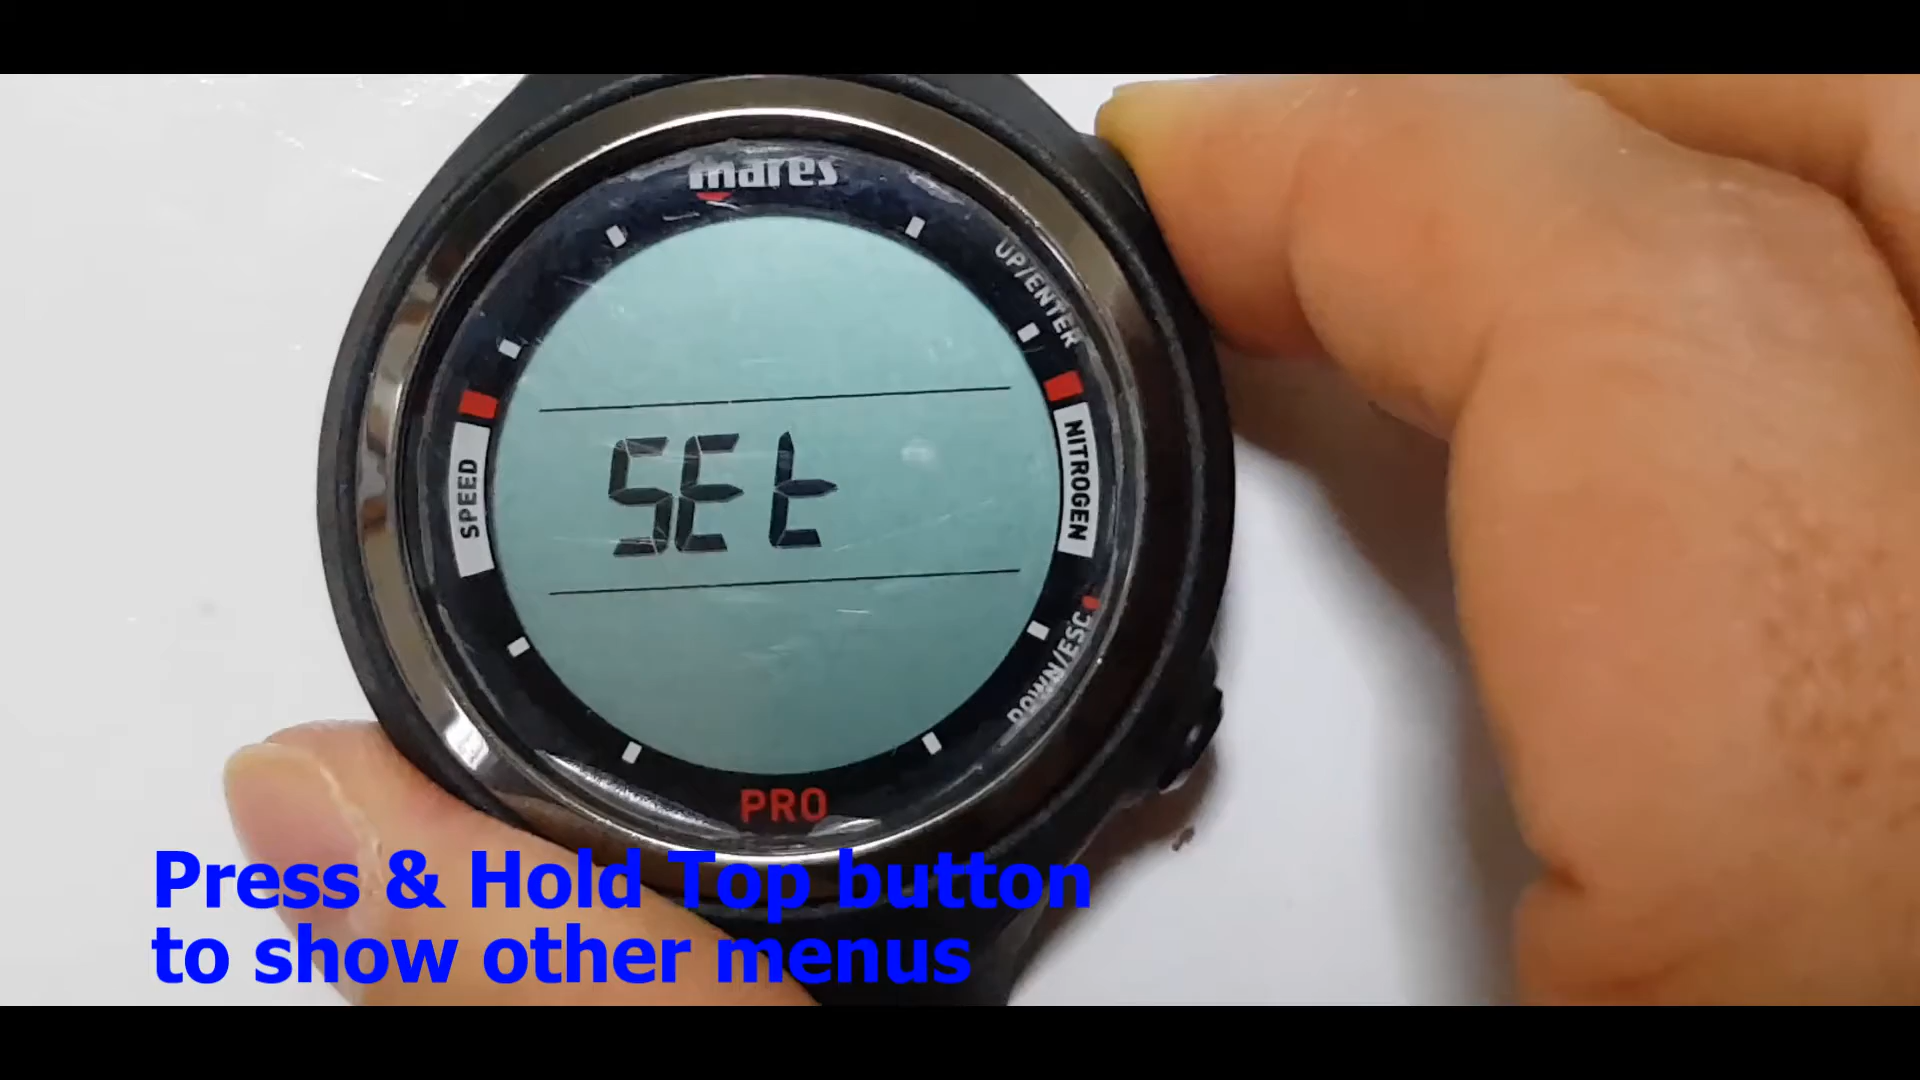 mares
UP/ENTER
SPEED
SEt
NITROGEN
DOWN/ESC
PRO
Press & Hold Top button
to show other menus